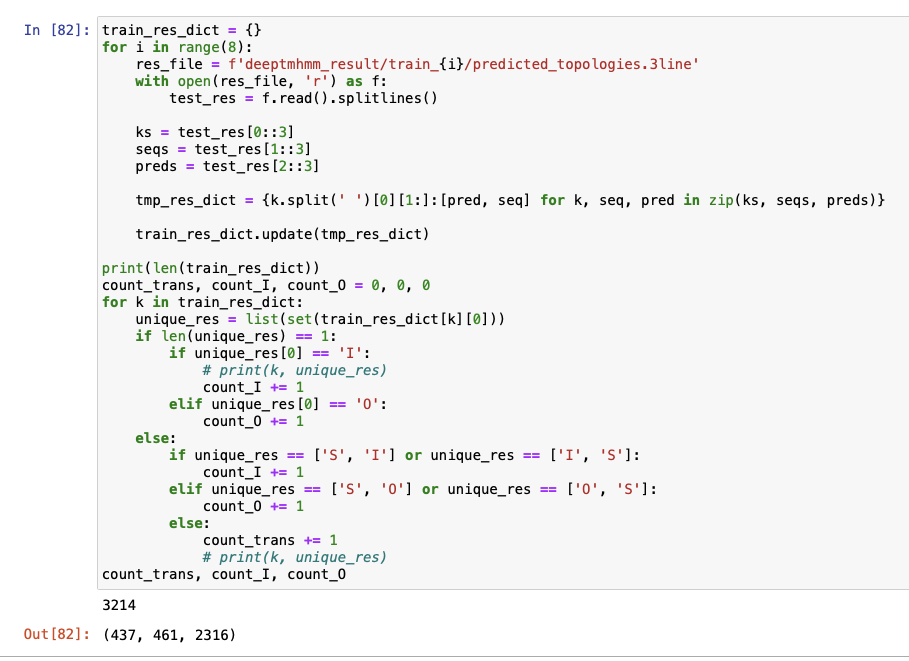 In [82]: train_res_dict = {}
for i in range(8):
    res_file = f'deeptmhmm_result/train_{i}/predicted_topologies.3line'
    with open(res_file, 'r') as f:
        test_res = f.read().splitlines()

    ks = test_res[0::3]
    seqs = test_res[1::3]
    preds = test_res[2::3]

    tmp_res_dict = {k.split(' ')[0][1:]:[pred, seq] for k, seq, pred in zip(ks, seqs, preds)}

    train_res_dict.update(tmp_res_dict)

print(len(train_res_dict))
count_trans, count_I, count_O = 0, 0, 0
for k in train_res_dict:
    unique_res = list(set(train_res_dict[k][0]))
    if len(unique_res) == 1:
        if unique_res[0] == 'I':
            # print(k, unique_res)
            count_I += 1
        elif unique_res[0] == 'O':
            count_O += 1
    else:
        if unique_res == ['S', 'I'] or unique_res == ['I', 'S']:
            count_I += 1
        elif unique_res == ['S', 'O'] or unique_res == ['O', 'S']:
            count_O += 1
        else:
            count_trans += 1
            # print(k, unique_res)
count_trans, count_I, count_O
3214
Out[82]: (437, 461, 2316)